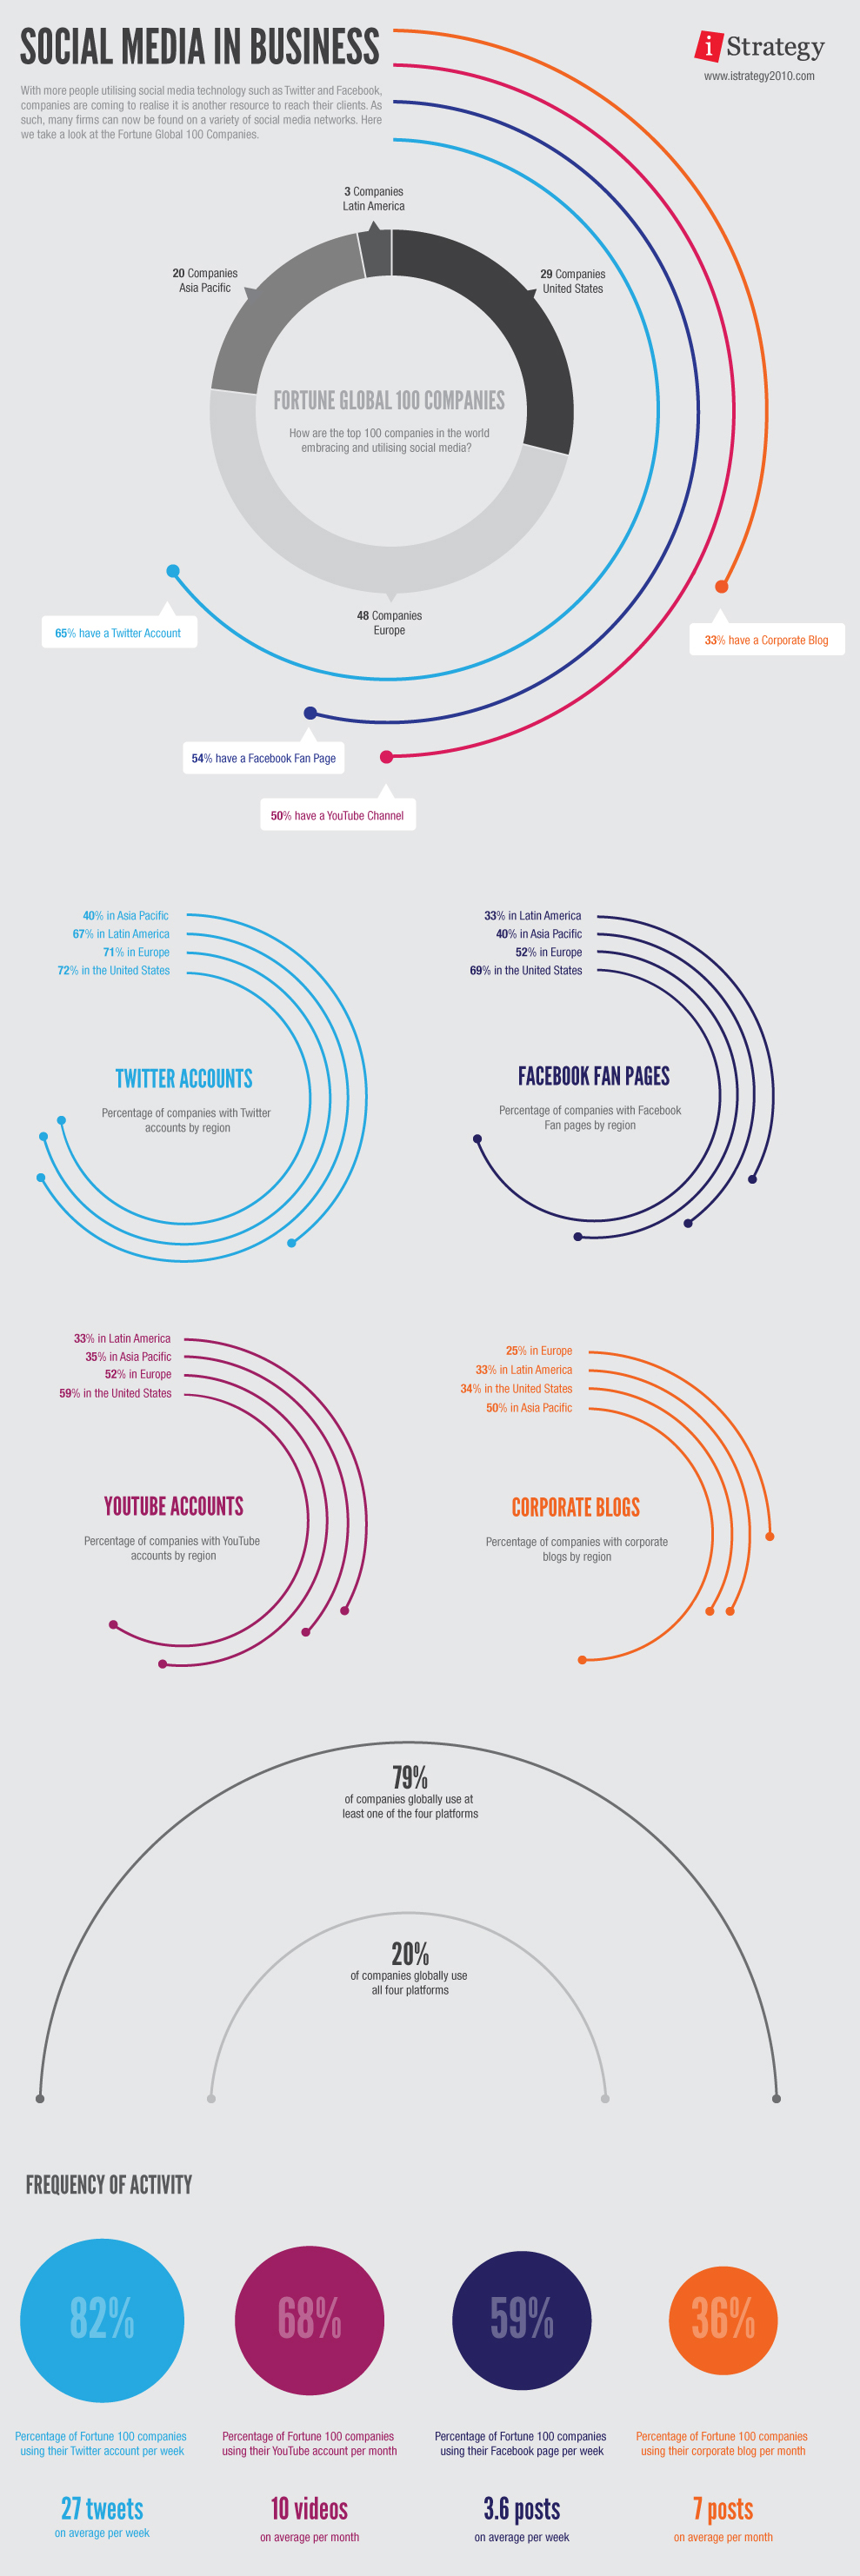 SOCIAL MEDIA IN BUSINESS
i Strategy
www.istrategy2010.com
With more people utilising social media technology such as Twitter and Facebook,
companies are coming to realise it is another resource to reach their clients. As
such, many firms can now be found on a variety of social media networks. Here
we take a look at the Fortune Global 100 Companies.
3 Companies
Latin America
20 Companies
Asia Pacific
29 Companies
United States
FORTUNE GLOBAL 100 COMPANIES
How are the top 100 companies in the world
embracing and utilising social media?
48 Companies
Europe
65% have a Twitter Account
33% have a Corporate Blog
54% have a Facebook Fan Page
50% have a YouTube Channel
40% in Asia Pacific
67% in Latin America
71% in Europe
72% in the United States
TWITTER ACCOUNTS
Percentage of companies with Twitter
accounts by region
33% in Latin America
40% in Asia Pacific
52% in Europe
69% in the United States
FACEBOOK FAN PAGES
Percentage of companies with Facebook
Fan pages by region
33% in Latin America
35% in Asia Pacific
52% in Europe
59% in the United States
YOUTUBE ACCOUNTS
Percentage of companies with YouTube
accounts by region
25% in Europe
33% in Latin America
34% in the United States
50% in Asia Pacific
CORPORATE BLOGS
Percentage of companies with corporate
blogs by region
79%
of companies globally use at
least one of the four platforms
20%
of companies globally use
all four platforms
FREQUENCY OF ACTIVITY
82%
Percentage of Fortune 100 companies
using their Twitter account per week
27 tweets
on average per week
68%
Percentage of Fortune 100 companies
using their YouTube account per month
10 videos
on average per month
59%
Percentage of Fortune 100 companies
using their Facebook page per week
3.6 posts
on average per week
36%
Percentage of Fortune 100 companies
using their corporate blog per month
7 posts
on average per month